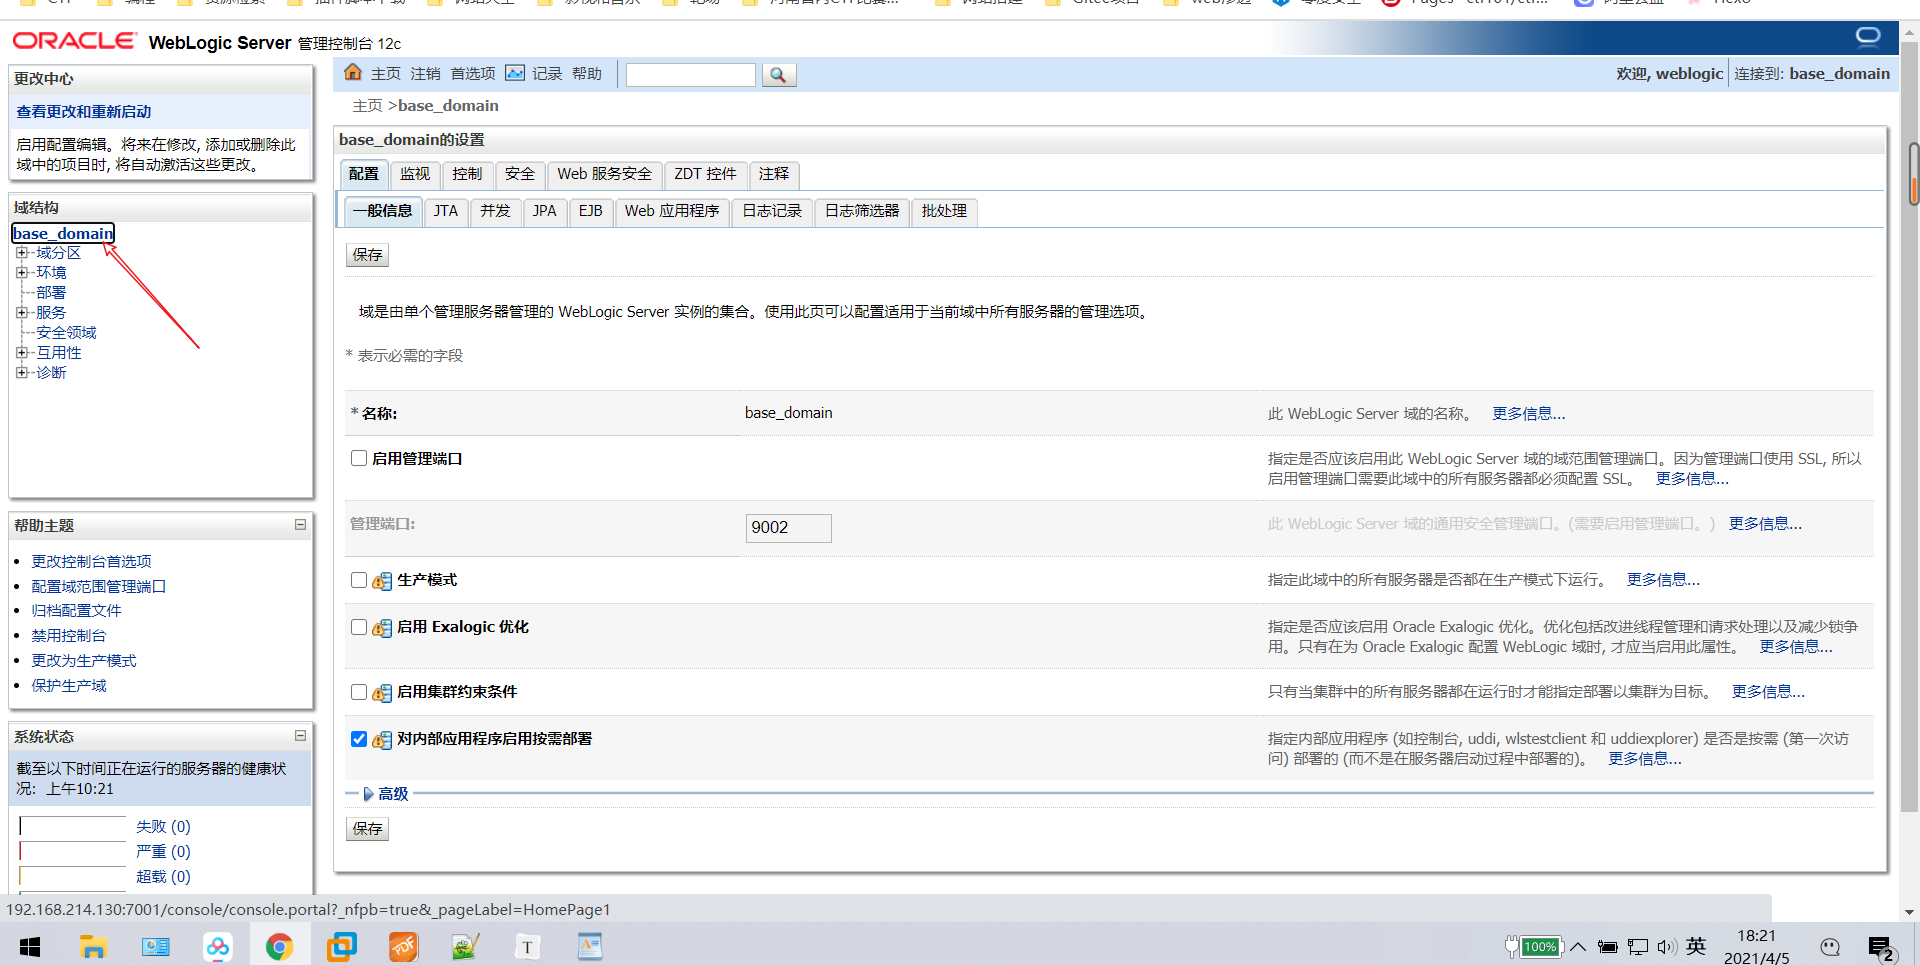 ORACLE WebLogic Server 管理控制台 12c
更改中心
查看更改和重新启动
启用配置编辑。将来在修改, 添加或删除此
域中的项目时, 将自动激活这些更改。
域结构
base_domain
域分区
环境
部署
服务
安全领域
互用性
诊断
帮助主题
更改控制台首选项
配置域范围管理端口
归档配置文件
禁用控制台
更改为生产模式
保护生产域
系统状态
截至以下时间正在运行的服务器的健康状
况: 上午10:21
失败 (0)
严重 (0)
超载 (0)
主页 注销 首选项 记录 帮助
欢迎, weblogic 连接到: base_domain
主页 >base_domain
base_domain的设置
配置 监视 控制 安全 Web 服务安全 ZDT 控件 注释
一般信息 JTA 并发 JPA EJB Web 应用程序 日志记录 日志筛选器 批处理
保存
域是由单个管理服务器管理的 WebLogic Server 实例的集合。使用此页可以配置适用于当前域中所有服务器的管理选项。
* 表示必需的字段
* 名称: base_domain 此 WebLogic Server 域的名称。 更多信息...
启用管理端口 指定是否应该启用此 WebLogic Server 域的域范围管理端口。因为管理端口使用 SSL, 所以
启用管理端口需要此域中的所有服务器都必须配置 SSL。 更多信息...
管理端口: 9002 此 WebLogic Server 域的通用安全管理端口。(需要启用管理端口。) 更多信息...
生产模式 指定此域中的所有服务器是否都在生产模式下运行。 更多信息...
启用 Exalogic 优化 指定是否应该启用 Oracle Exalogic 优化。优化包括改进线程管理和请求处理以及减少锁争
用。只有在为 Oracle Exalogic 配置 WebLogic 域时, 才应当启用此属性。 更多信息...
启用集群约束条件 只有当集群中的所有服务器都在运行时才能指定部署以集群为目标。 更多信息...
对内部应用程序启用按需部署 指定内部应用程序 (如控制台, uddi, wlstestclient 和 uddiexplorer) 是否是按需 (第一次访
问) 部署的 (而不是在服务器启动过程中部署的)。 更多信息...
高级
保存
192.168.214.130:7001/console/console.portal?_nfpb=true&_pageLabel=HomePage1
100% 英 18:21
2021/4/5
2